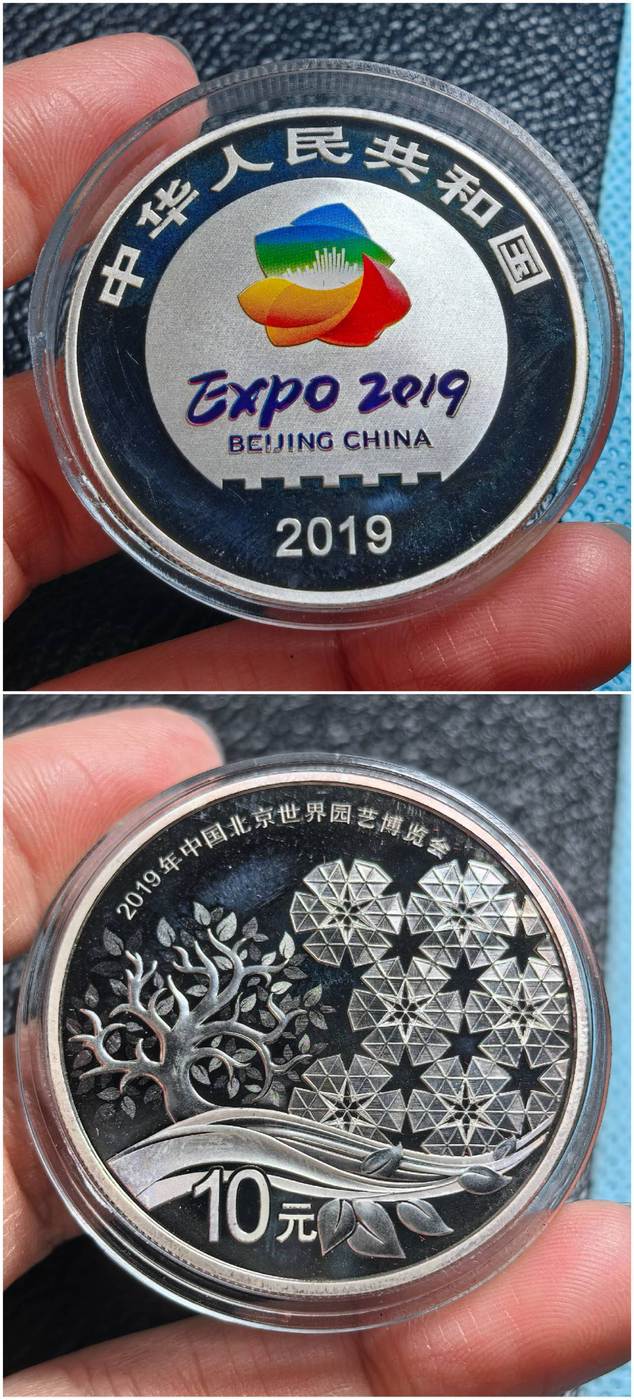 中华人民共和国
EXPO 2019
BEIJING CHINA
2019
2019年中国北京世界园艺博览会
10元